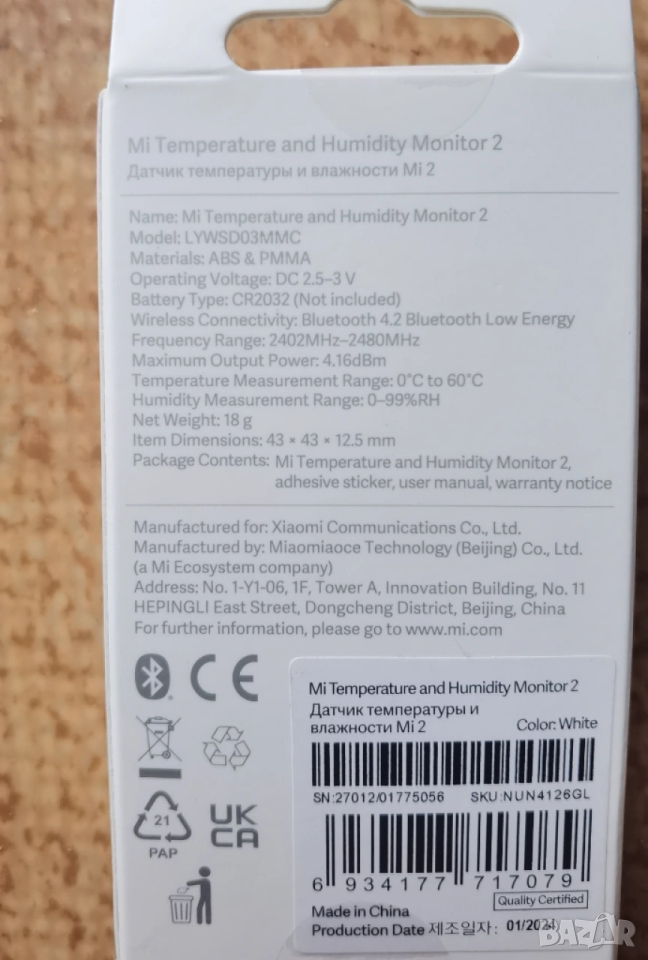 Mi Temperature and Humidity Monitor 2
Датчик температуры и влажности Mi 2
Name: Mi Temperature and Humidity Monitor 2
Model: LYWSD03MMC
Materials: ABS & PMMA
Operating Voltage: DC 2.5–3 V
Battery Type: CR2032 (Not included)
Wireless Connectivity: Bluetooth 4.2 Bluetooth Low Energy
Frequency Range: 2402MHz–2480MHz
Maximum Output Power: 4.16dBm
Temperature Measurement Range: 0°C to 60°C
Humidity Measurement Range: 0–99%RH
Net Weight: 18 g
Item Dimensions: 43 × 43 × 12.5 mm
Package Contents: Mi Temperature and Humidity Monitor 2,
adhesive sticker, user manual, warranty notice
Manufactured for: Xiaomi Communications Co., Ltd.
Manufactured by: Miaomiaoce Technology (Beijing) Co., Ltd.
(a Mi Ecosystem company)
Address: No. 1-Y1-06, 1F, Tower A, Innovation Building, No. 11
HEPINGLI East Street, Dongcheng District, Beijing, China
For further information, please go to www.mi.com
CE
21
PAP
UK
CA
Mi Temperature and Humidity Monitor 2
Датчик температуры и
влажности Mi 2
Color: White
SN:27012/01775056 SKU:NUN4126GL
6 934177 717079
Quality Certified
Made in China
Production Date 제조일자: 01/2024
BAZAR